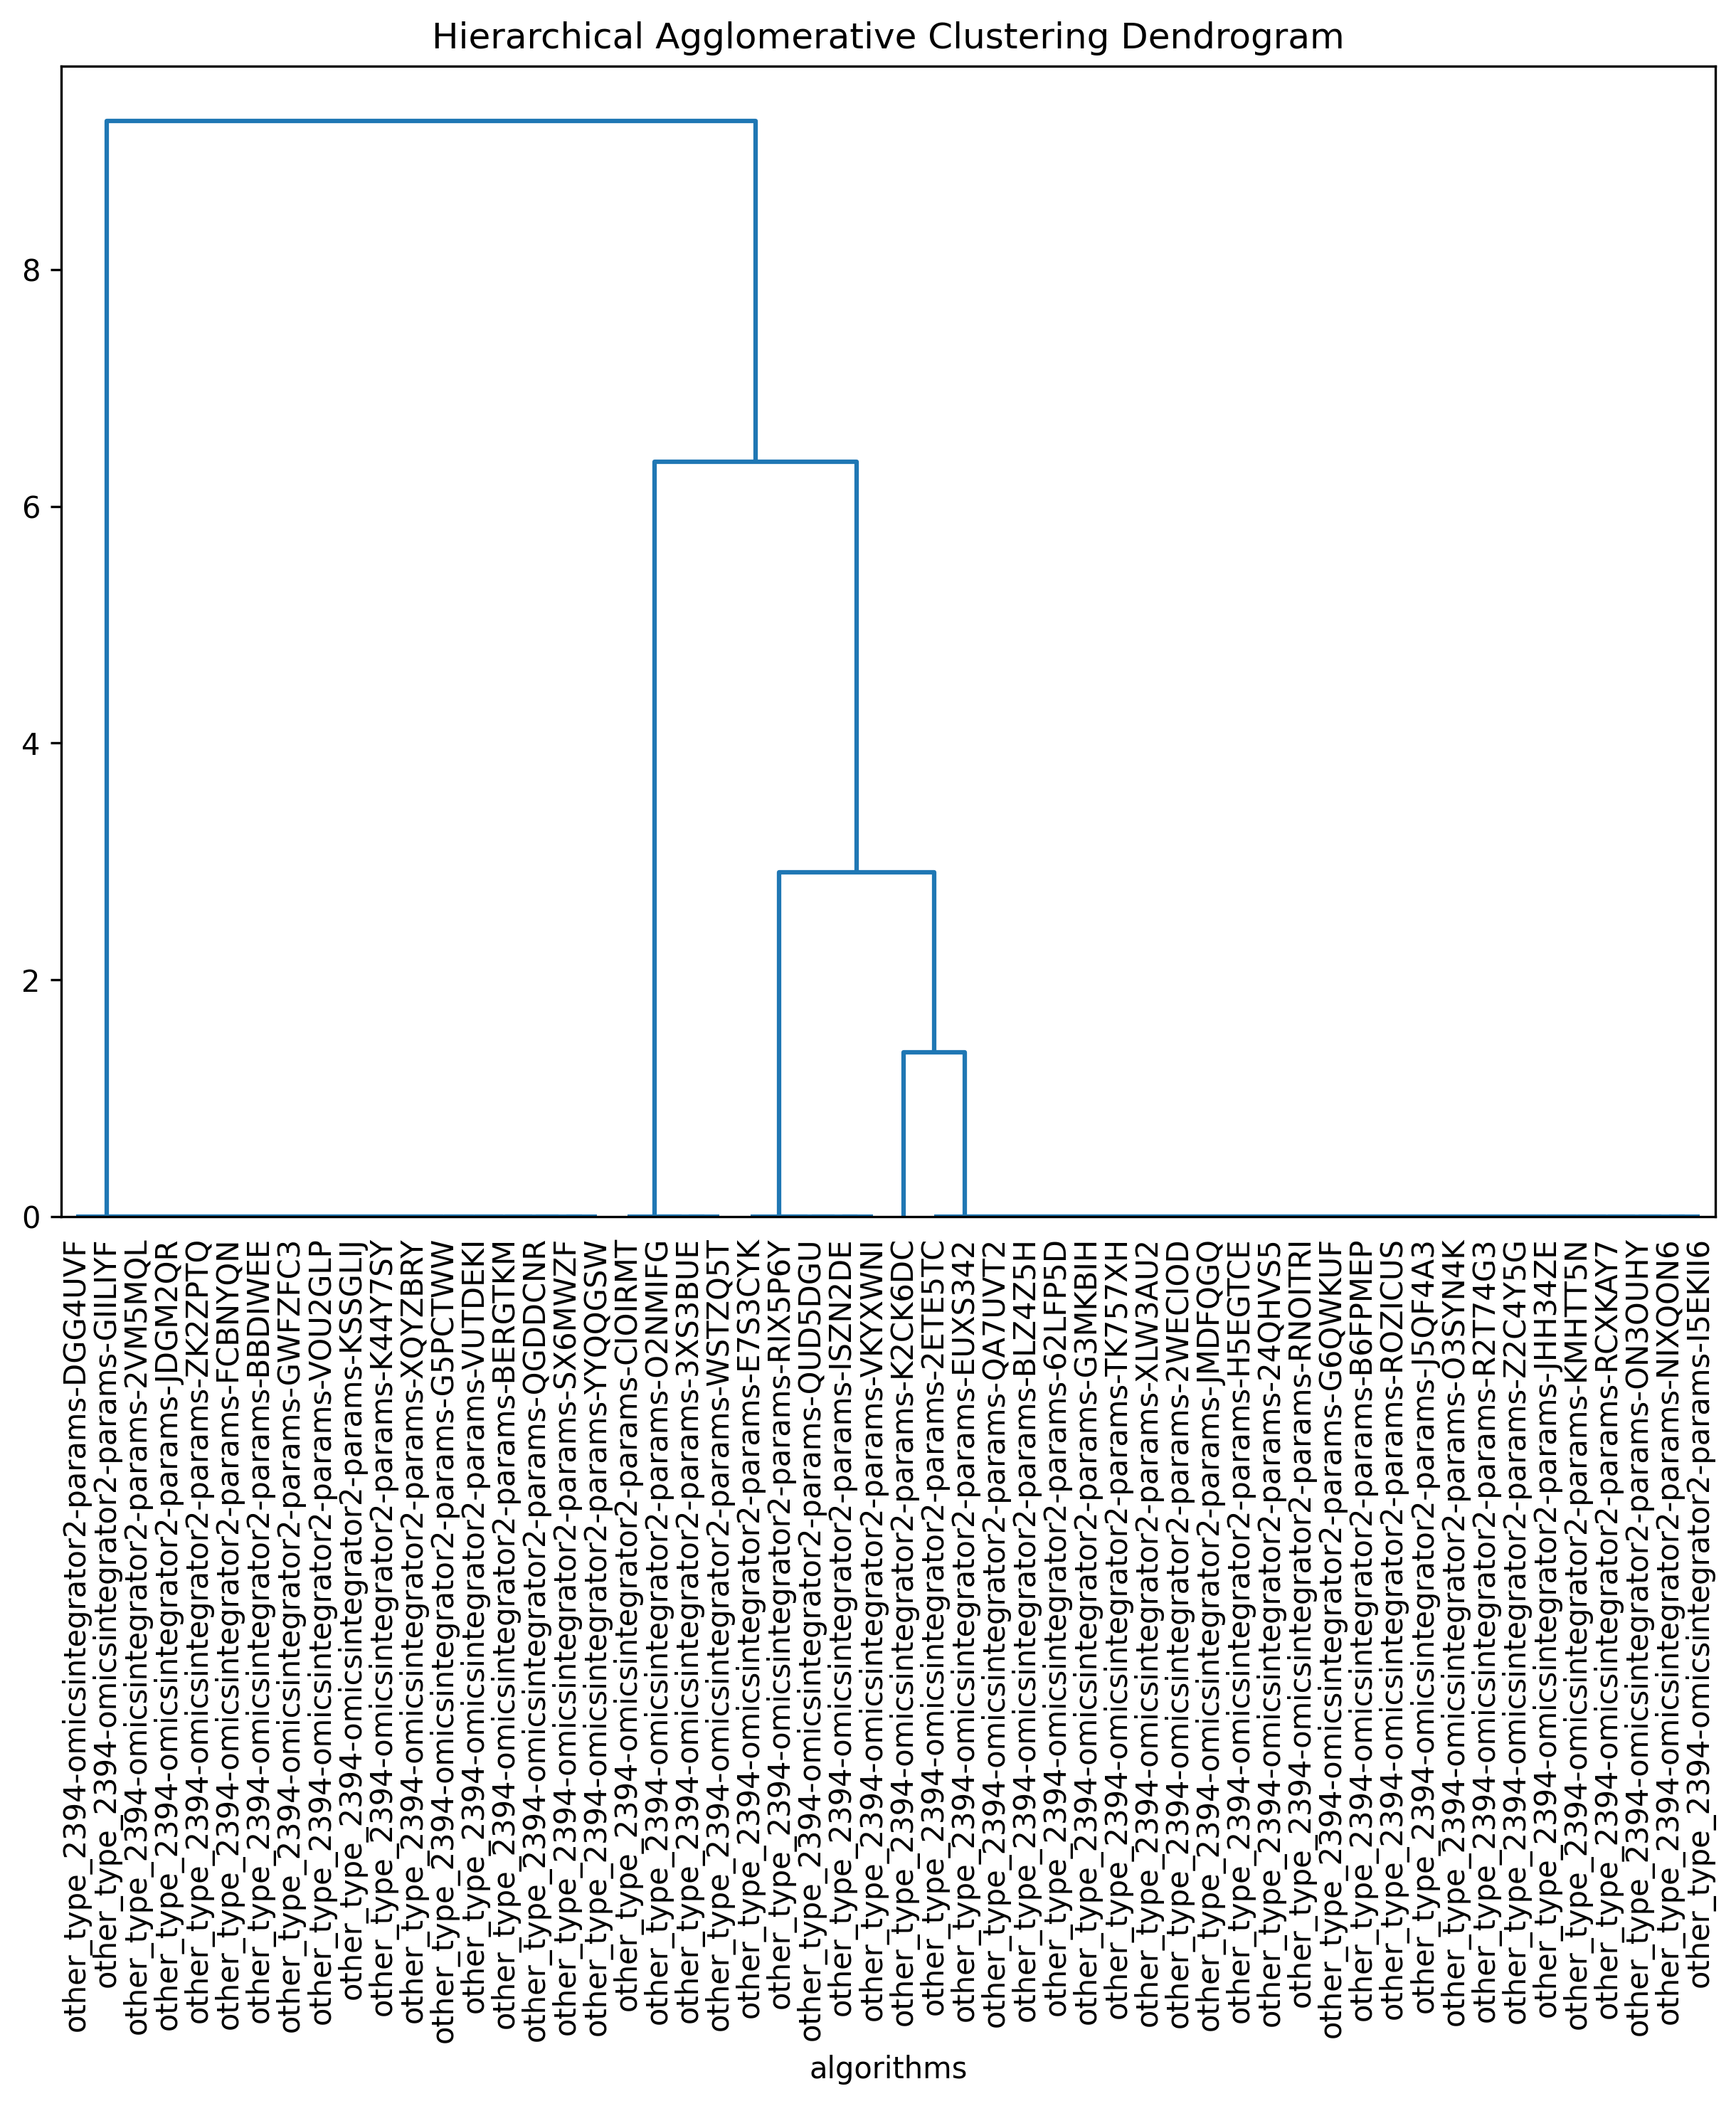 Hierarchical Agglomerative Clustering Dendrogram
8
6
4
2
0
other_type_2394-omicsintegrator2-params-DGG4UVF
other_type_2394-omicsintegrator2-params-GIILIYF
other_type_2394-omicsintegrator2-params-2VM5MQL
other_type_2394-omicsintegrator2-params-JDGM2QR
other_type_2394-omicsintegrator2-params-ZK2ZPTQ
other_type_2394-omicsintegrator2-params-FCBNYQN
other_type_2394-omicsintegrator2-params-BBDIWEE
other_type_2394-omicsintegrator2-params-GWFZFC3
other_type_2394-omicsintegrator2-params-VOU2GLP
other_type_2394-omicsintegrator2-params-KSSGLIJ
other_type_2394-omicsintegrator2-params-K44Y7SY
other_type_2394-omicsintegrator2-params-XQYZBRY
other_type_2394-omicsintegrator2-params-G5PCTWW
other_type_2394-omicsintegrator2-params-VUTDEKI
other_type_2394-omicsintegrator2-params-BERGTKM
other_type_2394-omicsintegrator2-params-QGDDCNR
other_type_2394-omicsintegrator2-params-SX6MWZF
other_type_2394-omicsintegrator2-params-YYQQGSW
other_type_2394-omicsintegrator2-params-CIOIRMT
other_type_2394-omicsintegrator2-params-O2NMIFG
other_type_2394-omicsintegrator2-params-3XS3BUE
other_type_2394-omicsintegrator2-params-WSTZQ5T
other_type_2394-omicsintegrator2-params-E7S3CYK
other_type_2394-omicsintegrator2-params-RIX5P6Y
other_type_2394-omicsintegrator2-params-QUD5DGU
other_type_2394-omicsintegrator2-params-ISZN2DE
other_type_2394-omicsintegrator2-params-VKYXWNI
other_type_2394-omicsintegrator2-params-K2CK6DC
other_type_2394-omicsintegrator2-params-2ETE5TC
other_type_2394-omicsintegrator2-params-EUXS342
other_type_2394-omicsintegrator2-params-QA7UVT2
other_type_2394-omicsintegrator2-params-BLZ4Z5H
other_type_2394-omicsintegrator2-params-62LFP5D
other_type_2394-omicsintegrator2-params-G3MKBIH
other_type_2394-omicsintegrator2-params-TK757XH
other_type_2394-omicsintegrator2-params-XLW3AU2
other_type_2394-omicsintegrator2-params-2WECIOD
other_type_2394-omicsintegrator2-params-JMDFQGQ
other_type_2394-omicsintegrator2-params-H5EGTCE
other_type_2394-omicsintegrator2-params-24QHVS5
other_type_2394-omicsintegrator2-params-RNOITRI
other_type_2394-omicsintegrator2-params-G6QWKUF
other_type_2394-omicsintegrator2-params-B6FPMEP
other_type_2394-omicsintegrator2-params-ROZICUS
other_type_2394-omicsintegrator2-params-J5QF4A3
other_type_2394-omicsintegrator2-params-O3SYN4K
other_type_2394-omicsintegrator2-params-R2T74G3
other_type_2394-omicsintegrator2-params-Z2C4Y5G
other_type_2394-omicsintegrator2-params-JHH34ZE
other_type_2394-omicsintegrator2-params-KMHTT5N
other_type_2394-omicsintegrator2-params-RCXKAY7
other_type_2394-omicsintegrator2-params-ON3OUHY
other_type_2394-omicsintegrator2-params-NIXQON6
other_type_2394-omicsintegrator2-params-I5EKII6
algorithms